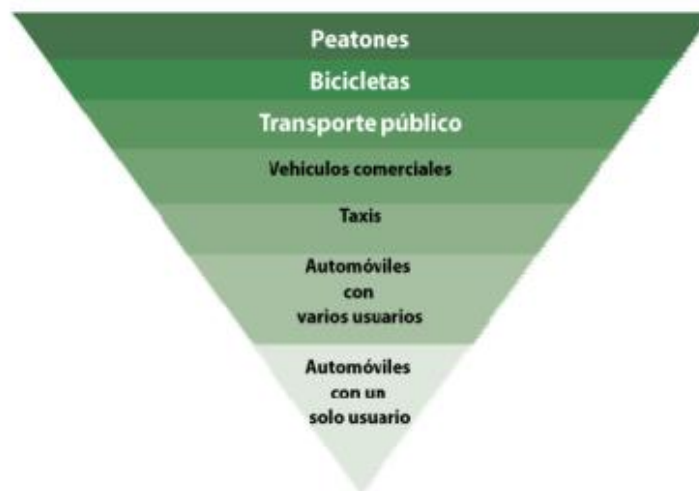 Peatones
Bicicletas
Transporte público
Vehículos comerciales
Taxis
Automóviles
con
varios usuarios
Automóviles
con un
solo usuario